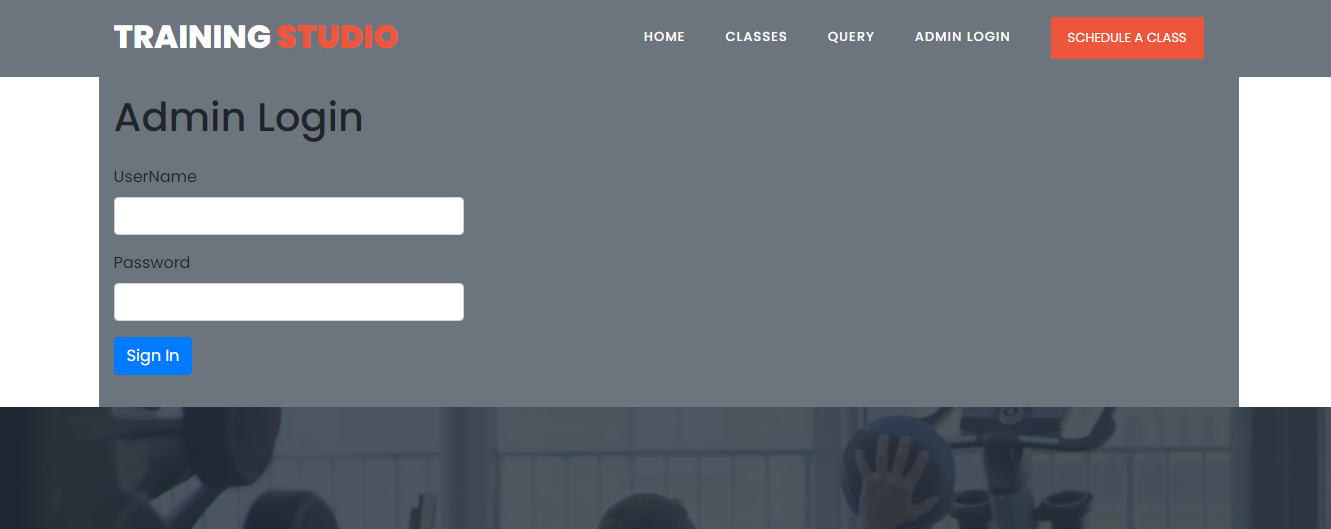 TRAINING STUDIO
HOME CLASSES QUERY ADMIN LOGIN SCHEDULE A CLASS
Admin Login
UserName
Password
Sign In